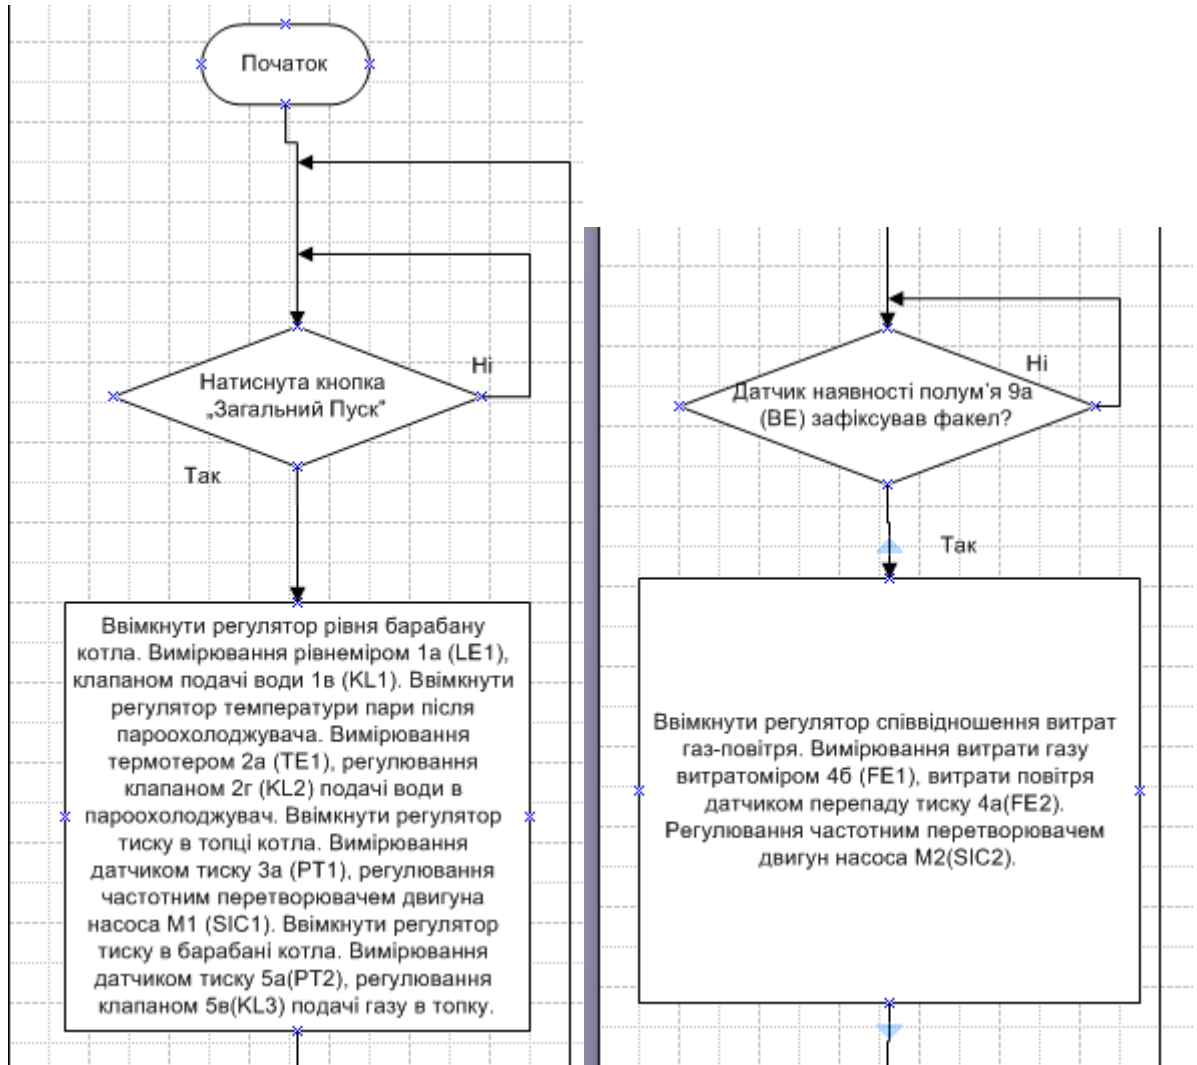 Початок
Ні
Натиснута кнопка
„Загальний Пуск"
Так
Ввімкнути регулятор рівня барабану
котла. Вимірювання рівнеміром 1а (LE1),
клапаном подачі води 1в (KL1). Ввімкнути
регулятор температури пари після
пароохолоджувача. Вимірювання
термотером 2а (TE1), регулювання
клапаном 2г (KL2) подачі води в
пароохолоджувач. Ввімкнути регулятор
тиску в топці котла. Вимірювання
датчиком тиску 3а (PT1), регулювання
частотним перетворювачем двигуна
насоса М1 (SIC1). Ввімкнути регулятор
тиску в барабані котла. Вимірювання
датчиком тиску 5а(PT2), регулювання
клапаном 5в(KL3) подачі газу в топку.
Ні
Датчик наявності полум’я 9а
(BE) зафіксував факел?
Так
Ввімкнути регулятор співвідношення витрат
газ-повітря. Вимірювання витрати газу
витратоміром 4б (FE1), витрати повітря
датчиком перепаду тиску 4а(FE2).
Регулювання частотним перетворювачем
двигун насоса М2(SIC2).